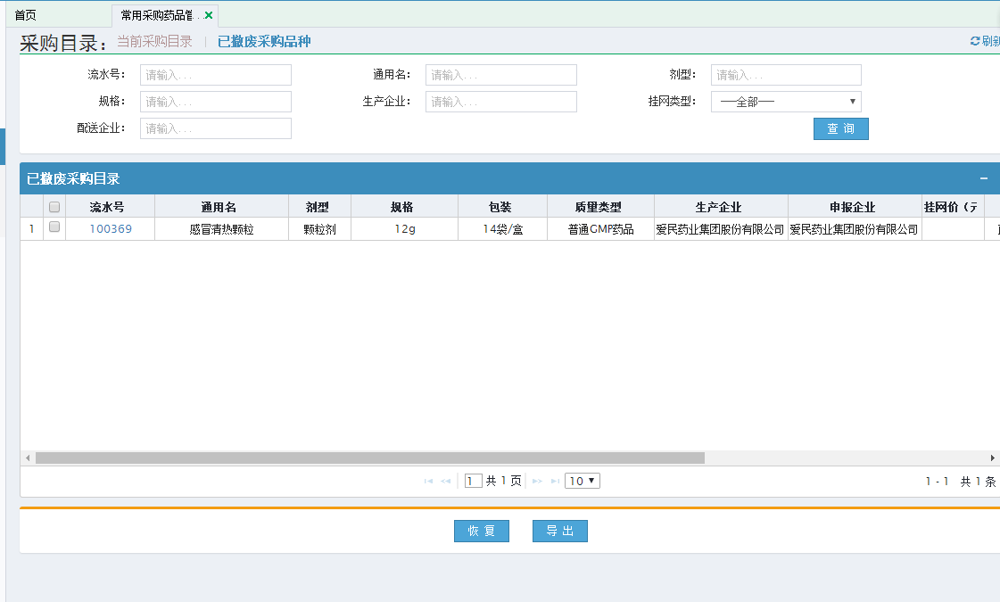 首页
常用采购药品管...
采购目录: 当前采购目录 | 已撤废采购品种 刷新
流水号: 请输入... 通用名: 请输入... 剂型: 请输入...
规格: 请输入... 生产企业: 请输入... 挂网类型: ──全部──
配送企业: 请输入... 查 询
已撤废采购目录
流水号 通用名 剂型 规格 包装 质量类型 生产企业 申报企业 挂网价（元
1 100369 感冒清热颗粒 颗粒剂 12g 14袋/盒 普通GMP药品 爱民药业集团股份有限公司 爱民药业集团股份有限公司
1 共 1 页 10 1 - 1 共 1 条
恢 复 导 出